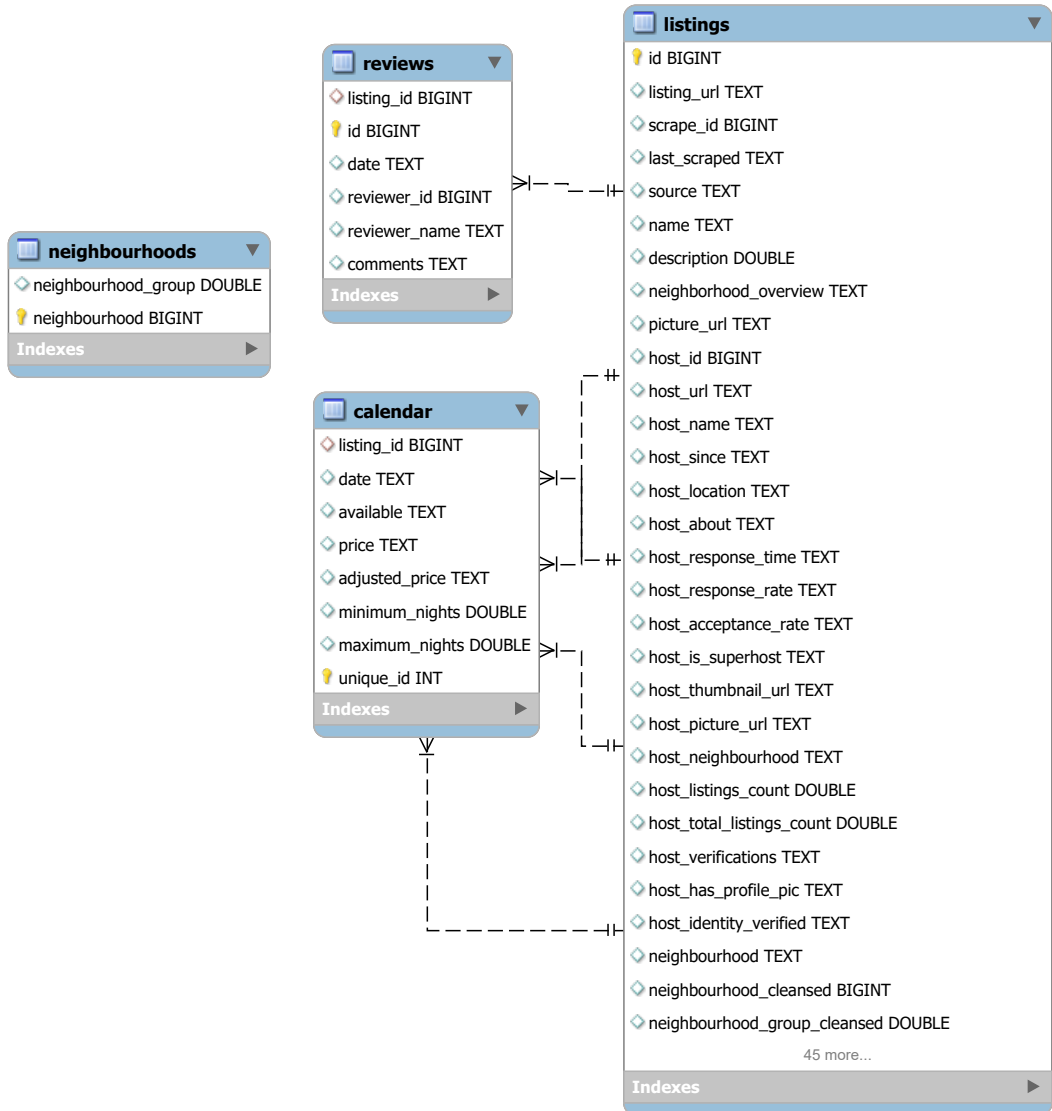 neighbourhoods
neighbourhood_group DOUBLE
neighbourhood BIGINT
Indexes
reviews
listing_id BIGINT
id BIGINT
date TEXT
reviewer_id BIGINT
reviewer_name TEXT
comments TEXT
Indexes
calendar
listing_id BIGINT
date TEXT
available TEXT
price TEXT
adjusted_price TEXT
minimum_nights DOUBLE
maximum_nights DOUBLE
unique_id INT
Indexes
listings
id BIGINT
listing_url TEXT
scrape_id BIGINT
last_scraped TEXT
source TEXT
name TEXT
description DOUBLE
neighborhood_overview TEXT
picture_url TEXT
host_id BIGINT
host_url TEXT
host_name TEXT
host_since TEXT
host_location TEXT
host_about TEXT
host_response_time TEXT
host_response_rate TEXT
host_acceptance_rate TEXT
host_is_superhost TEXT
host_thumbnail_url TEXT
host_picture_url TEXT
host_neighbourhood TEXT
host_listings_count DOUBLE
host_total_listings_count DOUBLE
host_verifications TEXT
host_has_profile_pic TEXT
host_identity_verified TEXT
neighbourhood TEXT
neighbourhood_cleansed BIGINT
neighbourhood_group_cleansed DOUBLE
45 more...
Indexes